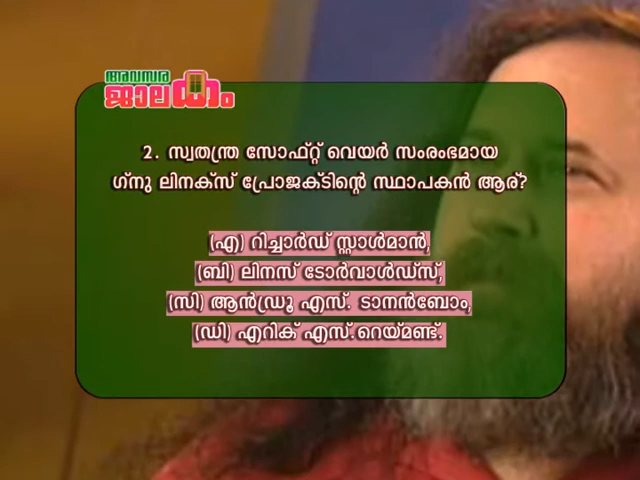 അവസര
ജാലകം
2. സ്വതന്ത്ര സോഫ്റ്റ് വെയർ സംരംഭമായ
ഗ്നു ലിനക്സ് പ്രോജക്ടിന്റെ സ്ഥാപകൻ ആര്?
(എ) റിച്ചാർഡ് സ്റ്റാൾമാൻ,
(ബി) ലിനസ് ടോർവാൾഡ്സ്,
(സി) ആൻഡ്രൂ എസ്. ടാനൻബോം,
(ഡി) എറിക് എസ്.റെയ്മണ്ട്.